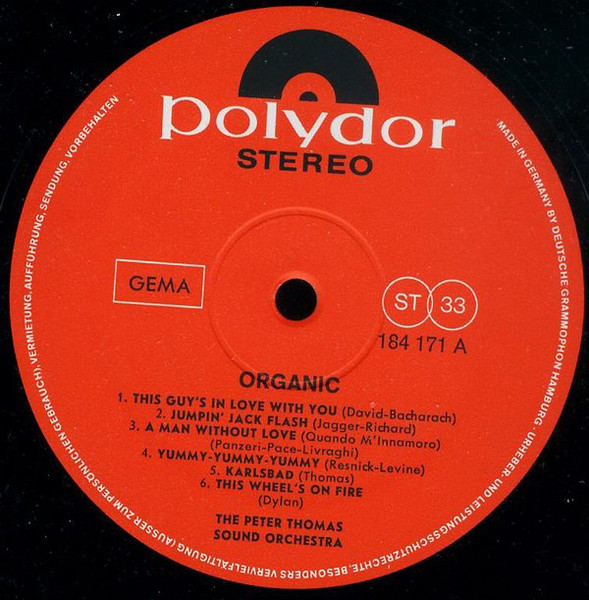 polydor
STEREO
GEMA
ST 33
184 171 A
ORGANIC
1. THIS GUY'S IN LOVE WITH YOU (David-Bacharach)
2. JUMPIN' JACK FLASH (Jagger-Richard)
3. A MAN WITHOUT LOVE (Quando M'Innamoro)
(Panzeri-Pace-Livraghi)
4. YUMMY-YUMMY-YUMMY (Resnick-Levine)
5. KARLSBAD (Thomas)
6. THIS WHEEL'S ON FIRE
(Dylan)
THE PETER THOMAS
SOUND ORCHESTRA
MADE IN GERMANY BY DEUTSCHE GRAMMOPHON HAMBURG · URHEBER- UND LEISTUNGSSCHUTZRECHTE, BESONDERS VERVIELFÄLTIGUNG (AUSSER ZUM PERSÖNLICHEN GEBRAUCH), VERMIETUNG, AUFFÜHRUNG, SENDUNG, VORBEHALTEN